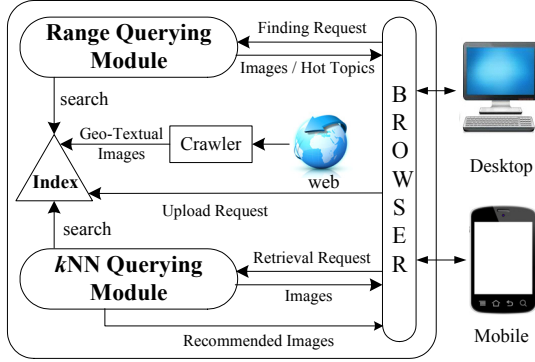 Range Querying
Module
Finding Request
Images / Hot Topics
search
Geo-Textual
Images
Crawler
web
Index
Upload Request
search
kNN Querying
Module
Retrieval Request
Images
Recommended Images
BROWSER
Desktop
Mobile